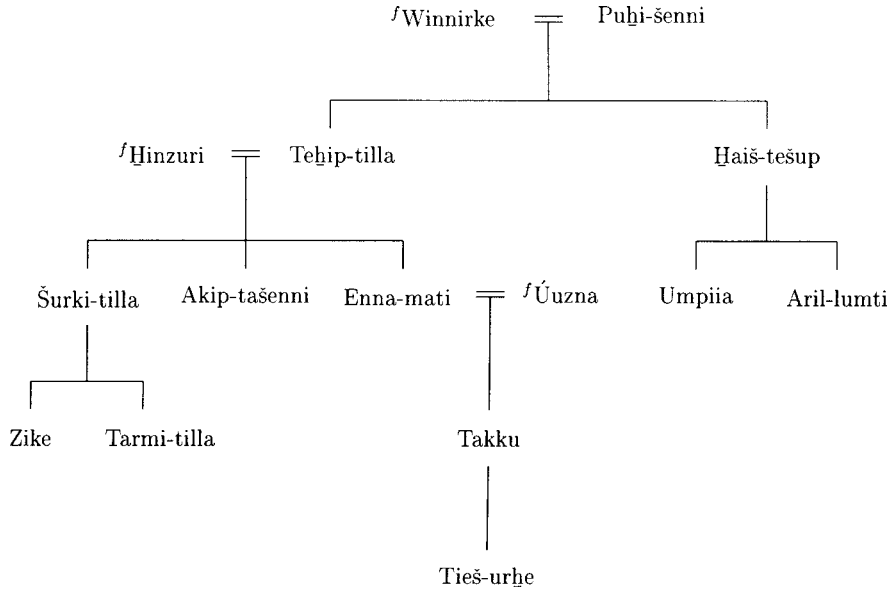 ᶠWinnirke Puḫi-šenni
ᶠḪinzuri Teḫip-tilla Ḫaiš-tešup
Šurki-tilla Akip-tašenni Enna-mati ᶠÚuzna Umpiia Aril-lumti
Zike Tarmi-tilla Takku
Tieš-urḫe